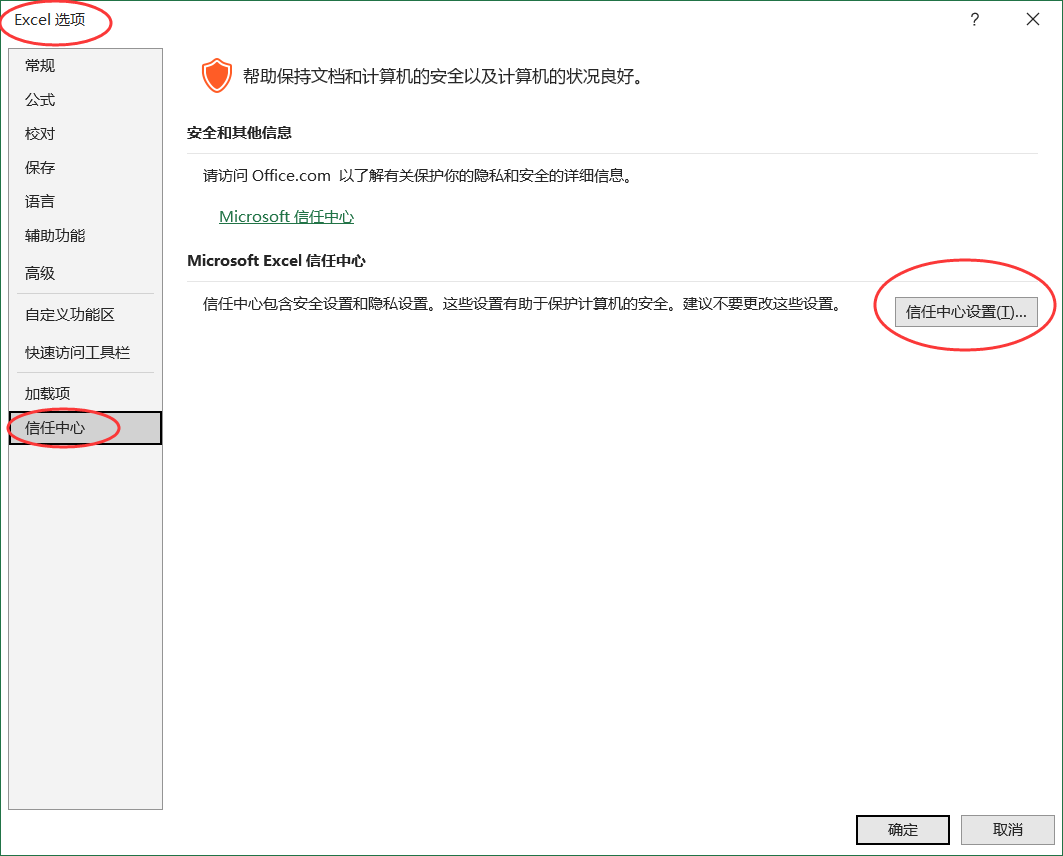 Excel 选项
?
常规
公式
校对
保存
语言
辅助功能
高级
自定义功能区
快速访问工具栏
加载项
信任中心
帮助保持文档和计算机的安全以及计算机的状况良好。
安全和其他信息
请访问 Office.com 以了解有关保护你的隐私和安全的详细信息。
Microsoft 信任中心
Microsoft Excel 信任中心
信任中心包含安全设置和隐私设置。这些设置有助于保护计算机的安全。建议不要更改这些设置。
信任中心设置(T)...
确定
取消